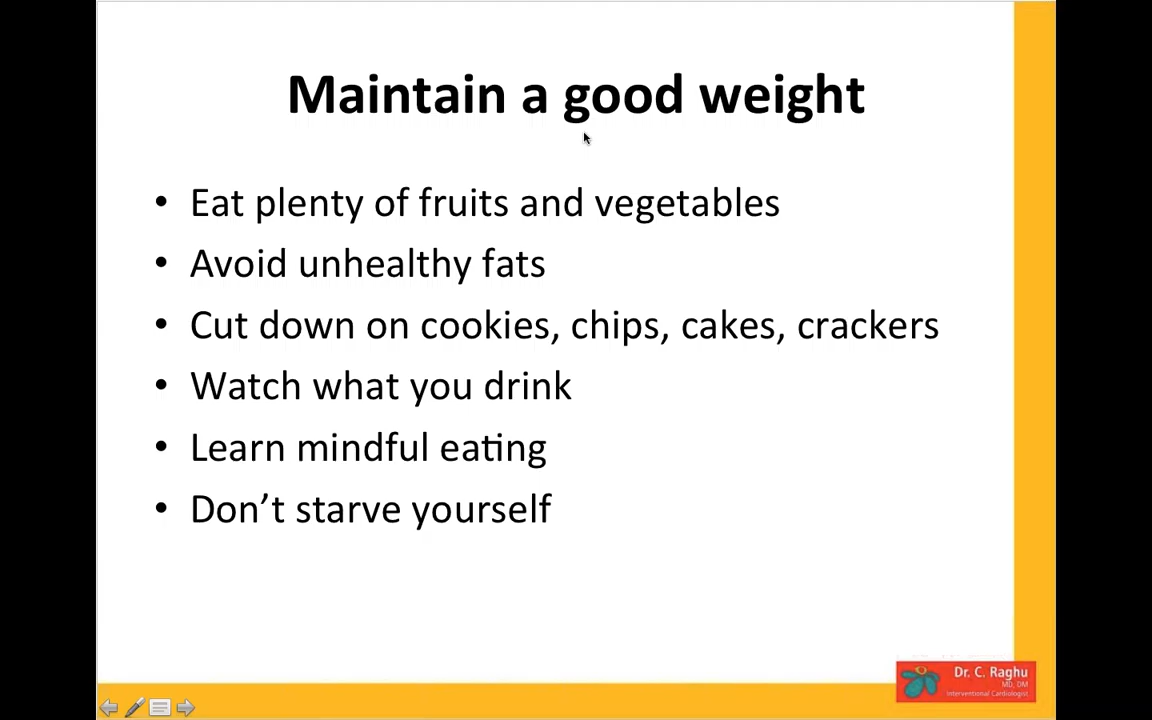 Maintain a good weight
• Eat plenty of fruits and vegetables
• Avoid unhealthy fats
• Cut down on cookies, chips, cakes, crackers
• Watch what you drink
• Learn mindful eating
• Don’t starve yourself
Dr. C. Raghu
MD, DM
Interventional Cardiologist